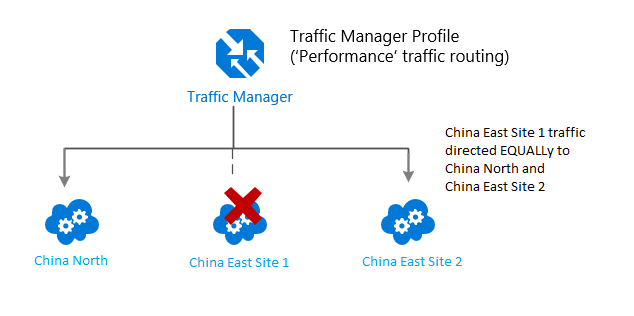 Traffic Manager Profile
(‘Performance’ traffic routing)
Traffic Manager
China East Site 1 traffic
directed EQUALLy to
China North and
China East Site 2
China North
China East Site 1
China East Site 2